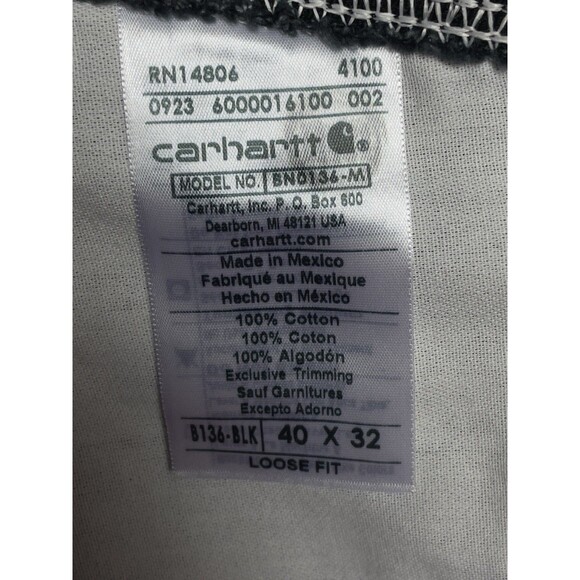 RN14806 4100
0923 6000016100 002
carhartt ®
MODEL NO. BN0136-M
Carhartt, Inc. P. O. Box 600
Dearborn, MI 48121 USA
carhartt.com
Made in Mexico
Fabriqué au Mexique
Hecho en México
100% Cotton
100% Coton
100% Algodón
Exclusive Trimming
Sauf Garnitures
Excepto Adorno
B136-BLK 40 X 32
LOOSE FIT